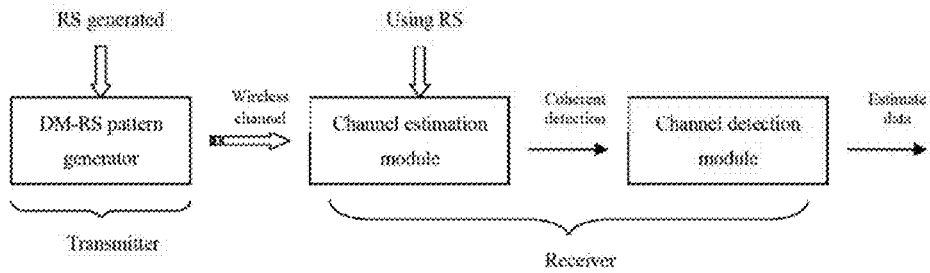 RS generated
Using RS
DM-RS pattern
generator
Wireless
channel
Channel estimation
module
Coherent
detection
Channel detection
module
Estimate
data
Transmitter
Receiver